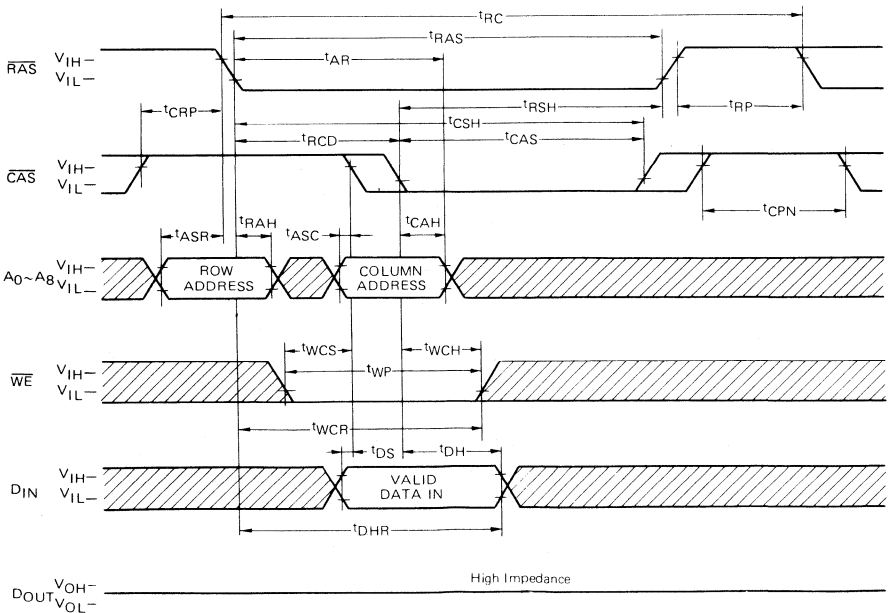 tRC
tRAS
tAR
RAS VIH–
VIL–
tCRP tRSH tRP
tCSH
tRCD tCAS
CAS VIH–
VIL–
tCPN
tASR tRAH tASC tCAH
A0~A8 VIH–
VIL–
ROW
ADDRESS
COLUMN
ADDRESS
tWCS tWCH
WE VIH–
VIL–
tWP
tWCR
tDS tDH
DIN VIH–
VIL–
VALID
DATA IN
tDHR
High Impedance
DOUT VOH–
VOL–